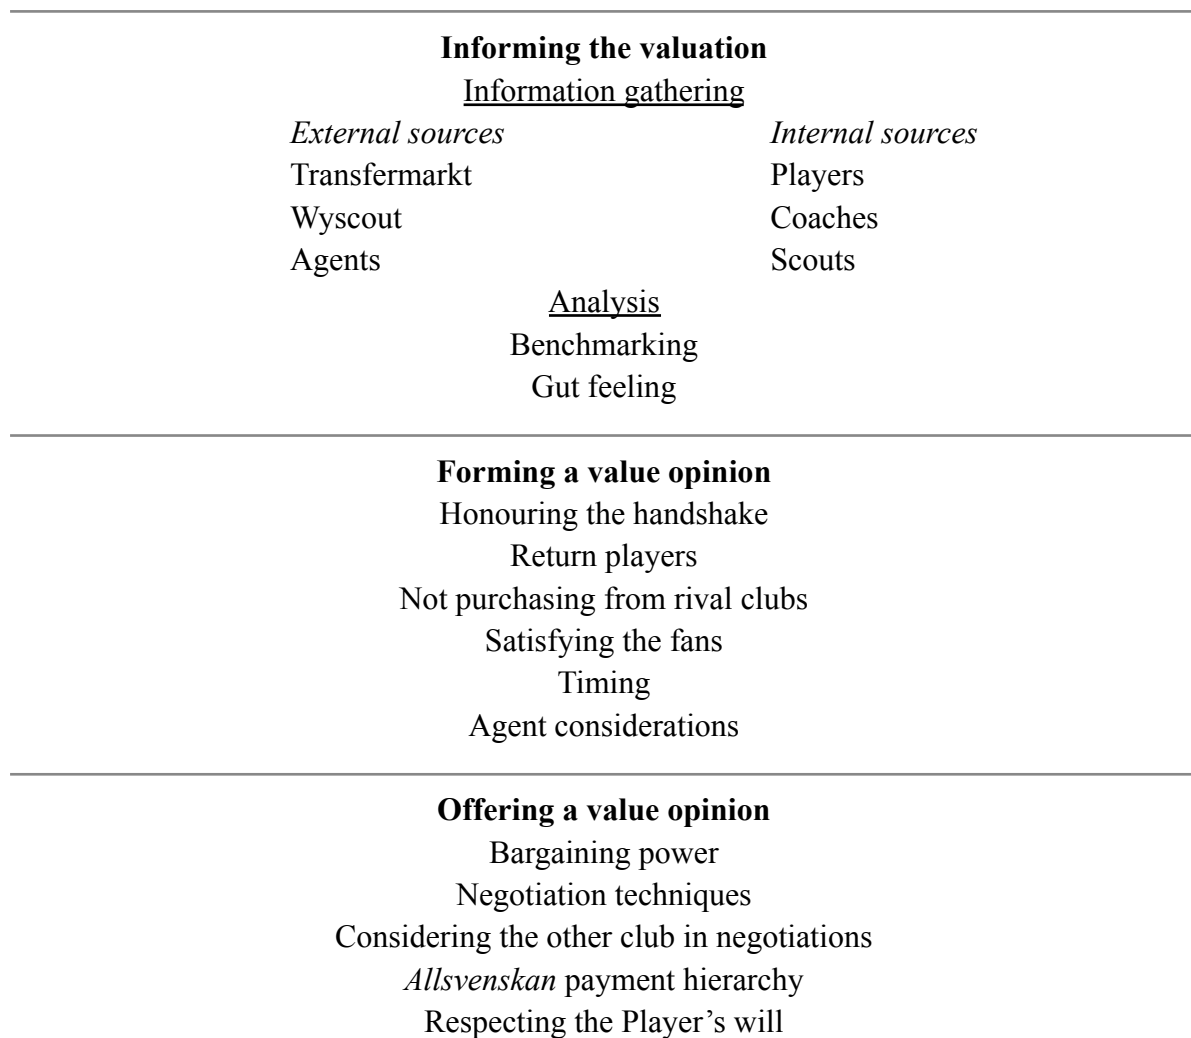 Informing the valuation
Information gathering
External sources Internal sources
Transfermarkt Players
Wyscout Coaches
Agents Scouts
Analysis
Benchmarking
Gut feeling
Forming a value opinion
Honouring the handshake
Return players
Not purchasing from rival clubs
Satisfying the fans
Timing
Agent considerations
Offering a value opinion
Bargaining power
Negotiation techniques
Considering the other club in negotiations
Allsvenskan payment hierarchy
Respecting the Player’s will